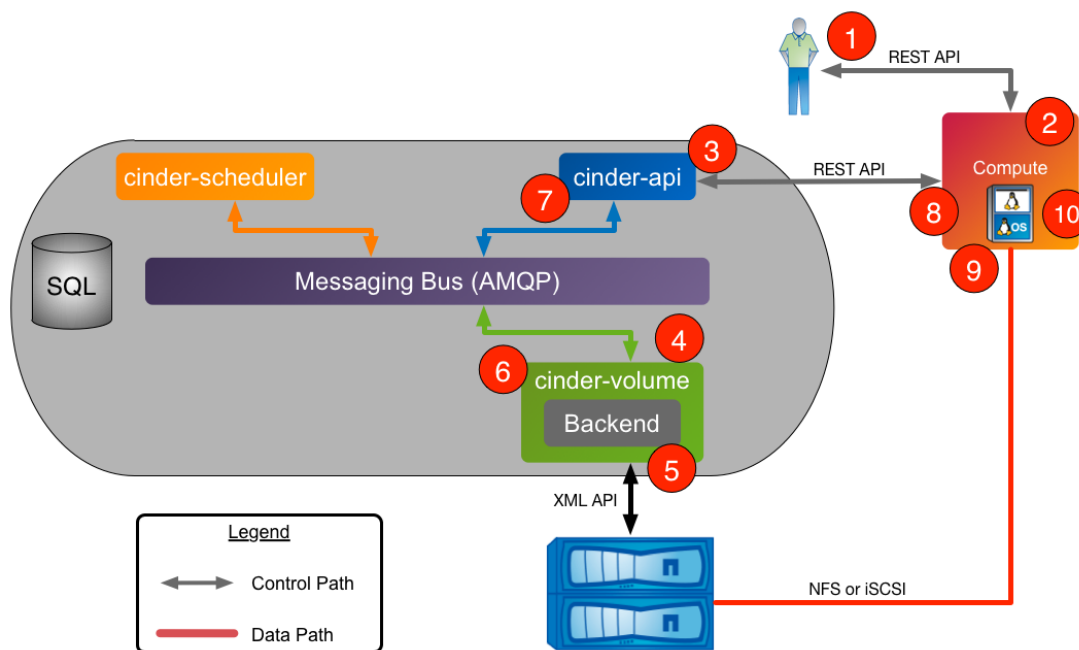 1
REST API
2
Compute
OS
10
3
cinder-scheduler
cinder-api
REST API
7
8
9
SQL
Messaging Bus (AMQP)
4
6
cinder-volume
Backend
5
XML API
Legend
Control Path
Data Path
NFS or iSCSI